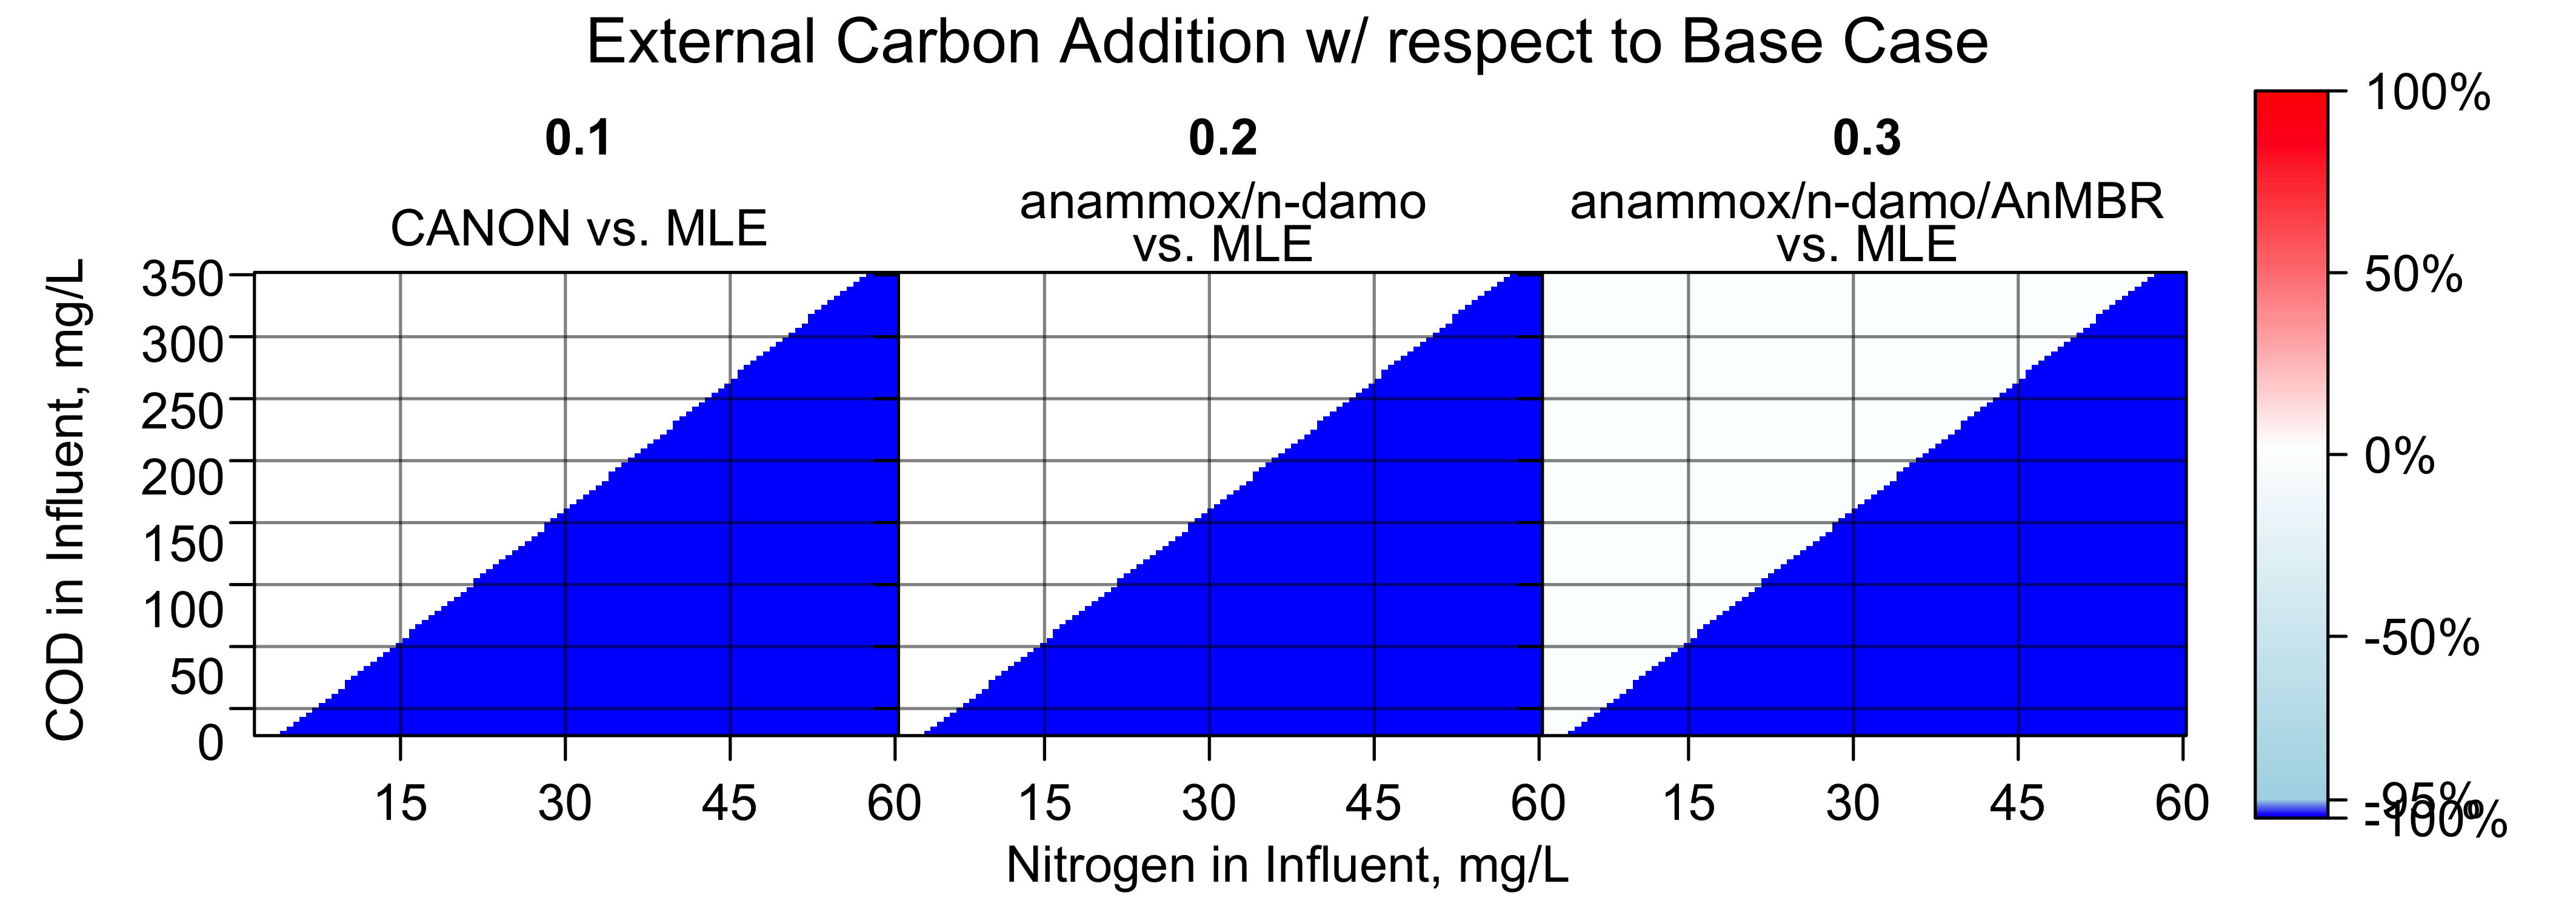 External Carbon Addition w/ respect to Base Case
0.1
0.2
0.3
CANON vs. MLE
anammox/n-damo
vs. MLE
anammox/n-damo/AnMBR
vs. MLE
COD in Influent, mg/L
350
300
250
200
150
100
50
0
15 30 45 60 15 30 45 60 15 30 45 60
Nitrogen in Influent, mg/L
100%
50%
0%
-50%
-95%
-100%